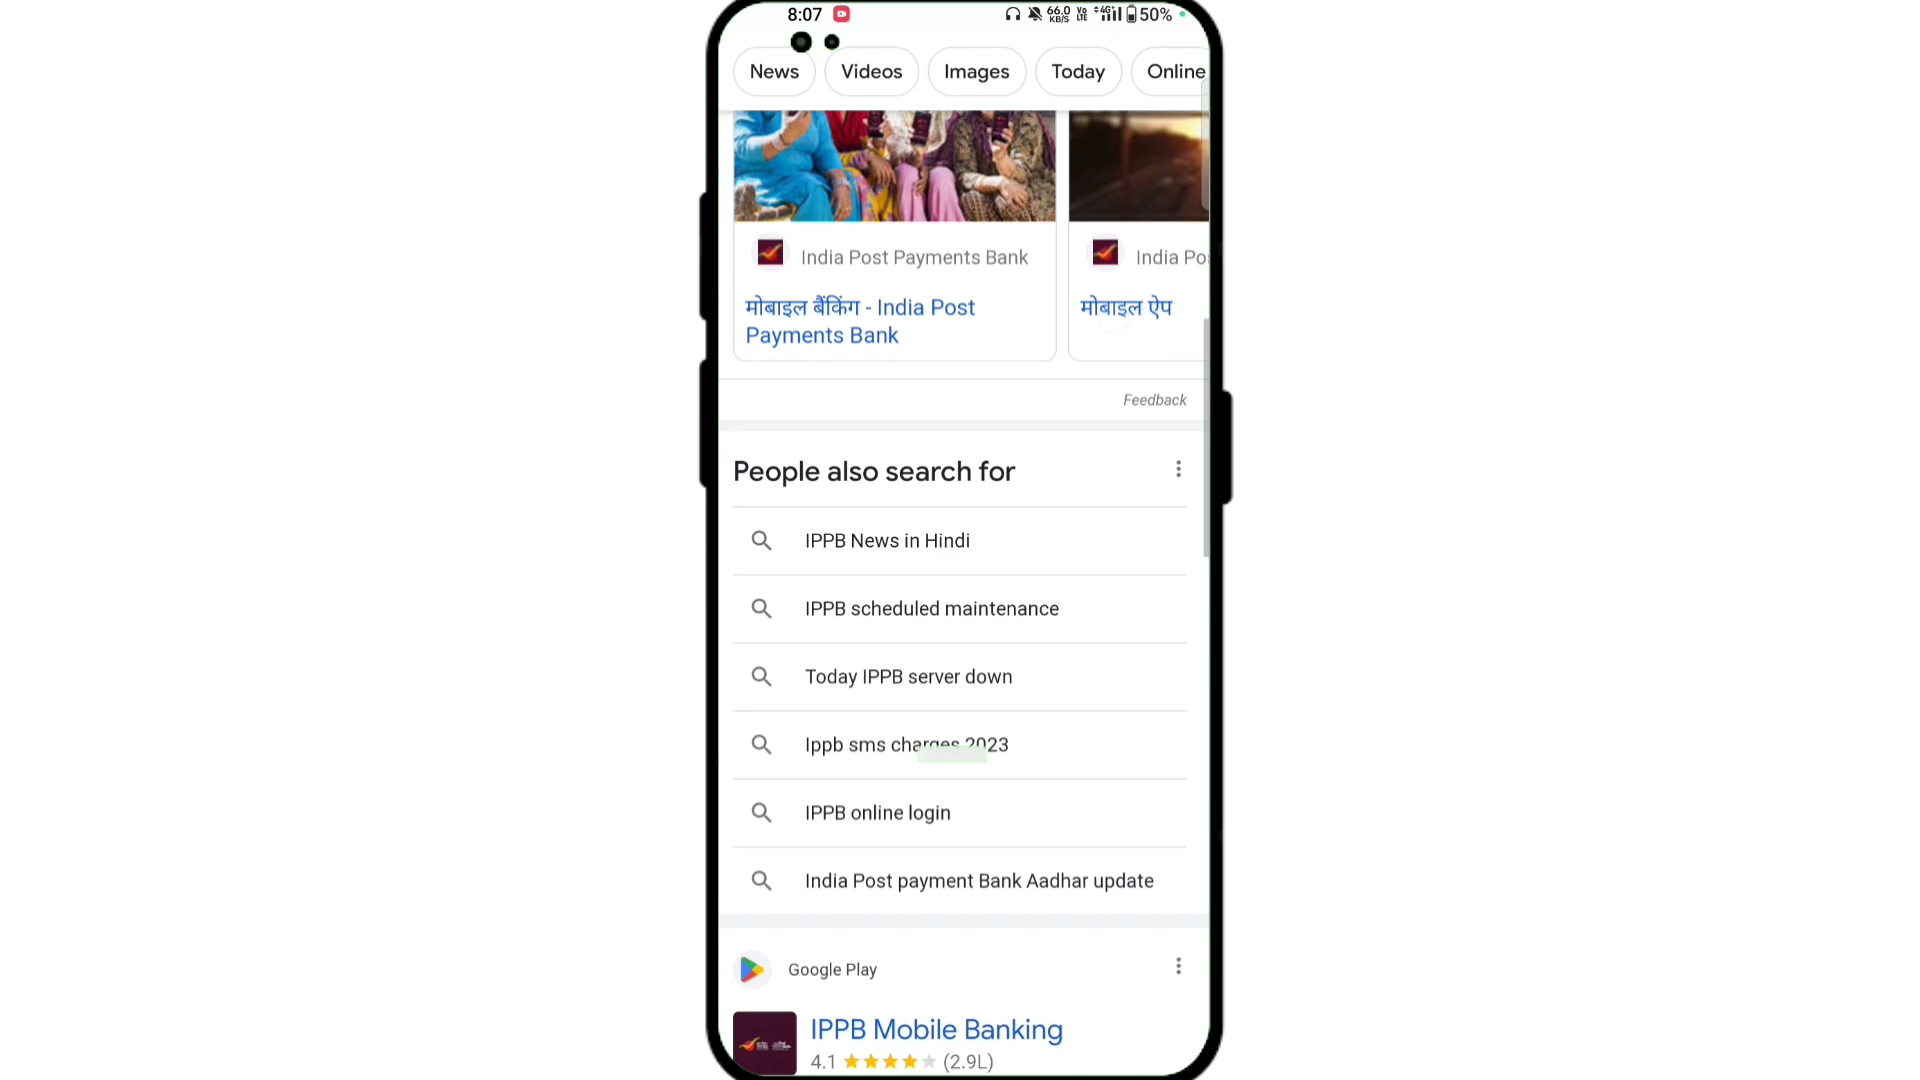 8:07 66.0 KB/S Vo LTE 4G 50%
News Videos Images Today Online
India Post Payments Bank
मोबाइल बैंकिंग - India Post
Payments Bank
India Po
मोबाइल ऐप
Feedback
People also search for
IPPB News in Hindi
IPPB scheduled maintenance
Today IPPB server down
Ippb sms charges 2023
IPPB online login
India Post payment Bank Aadhar update
Google Play
IPPB Mobile Banking
4.1 (2.9L)